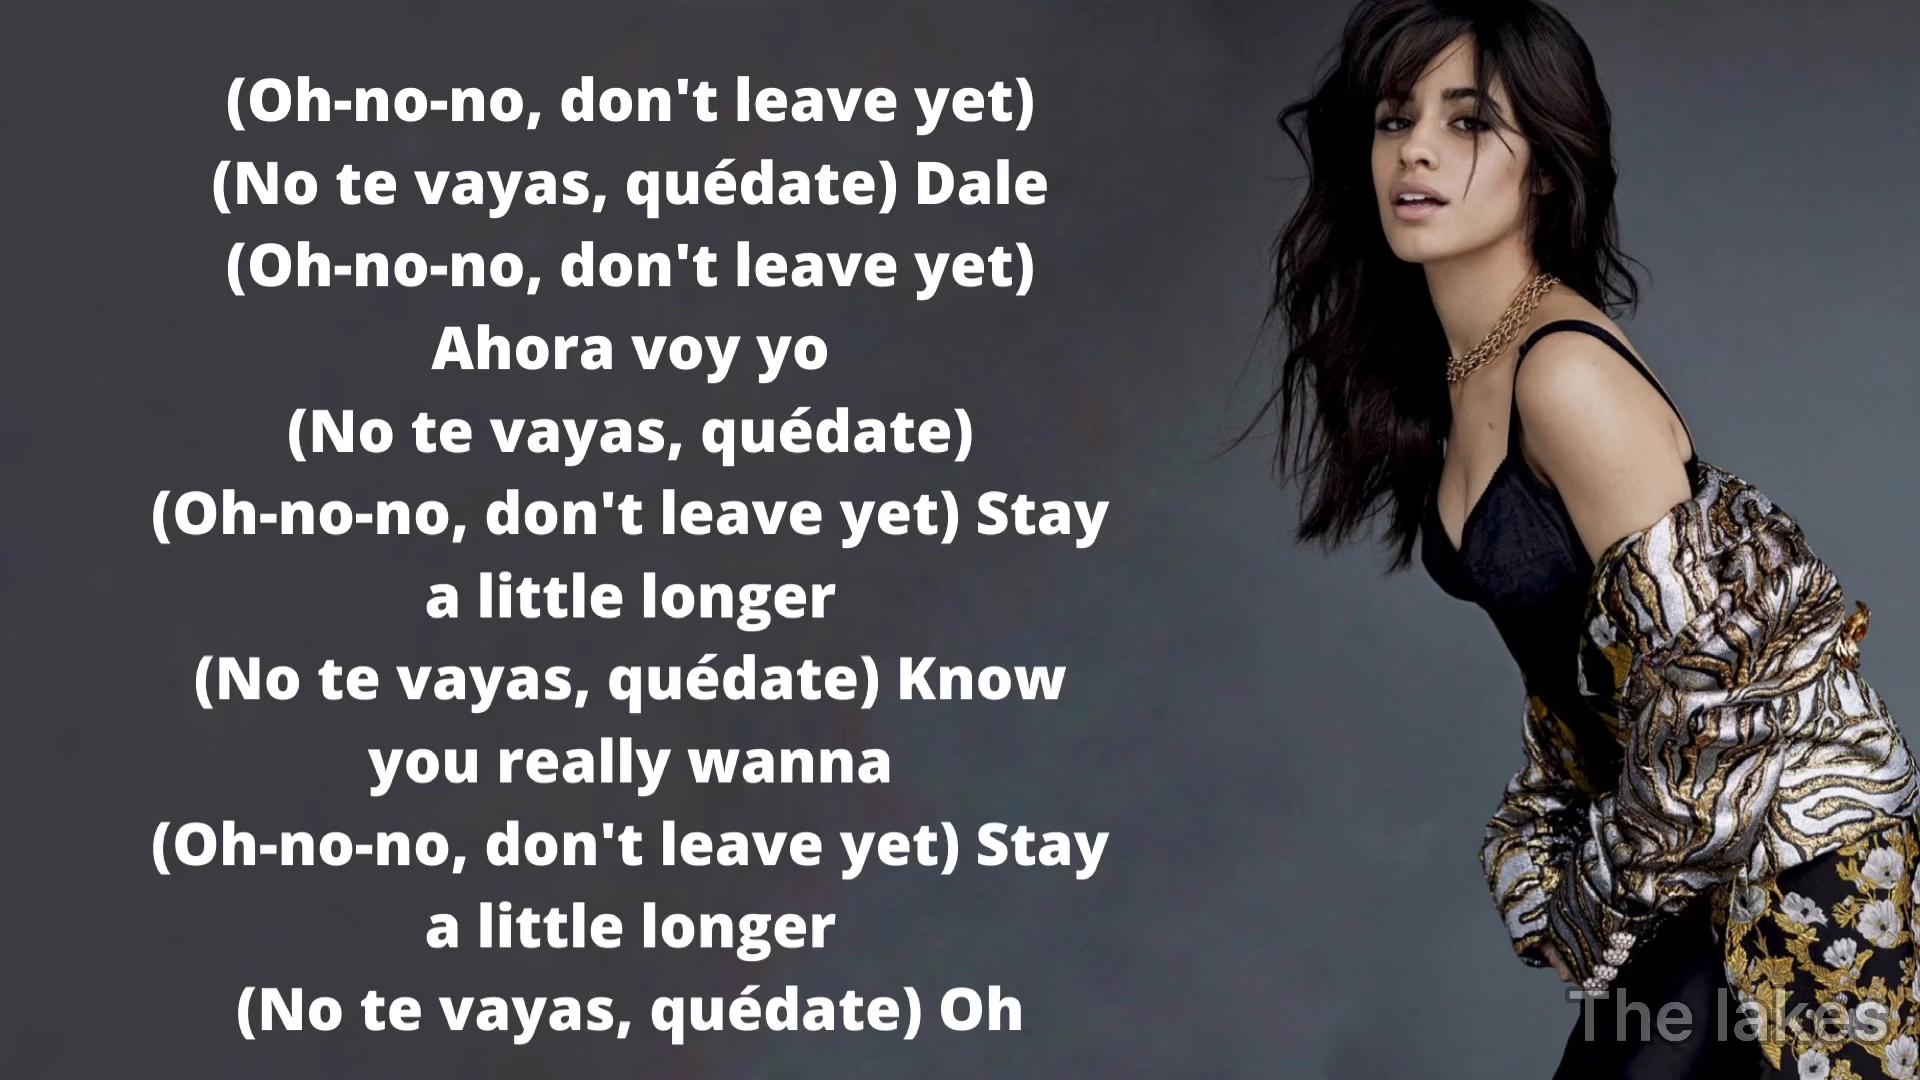 (Oh-no-no, don't leave yet)
(No te vayas, quédate) Dale
(Oh-no-no, don't leave yet)
Ahora voy yo
(No te vayas, quédate)
(Oh-no-no, don't leave yet) Stay
a little longer
(No te vayas, quédate) Know
you really wanna
(Oh-no-no, don't leave yet) Stay
a little longer
(No te vayas, quédate) Oh
The lakes